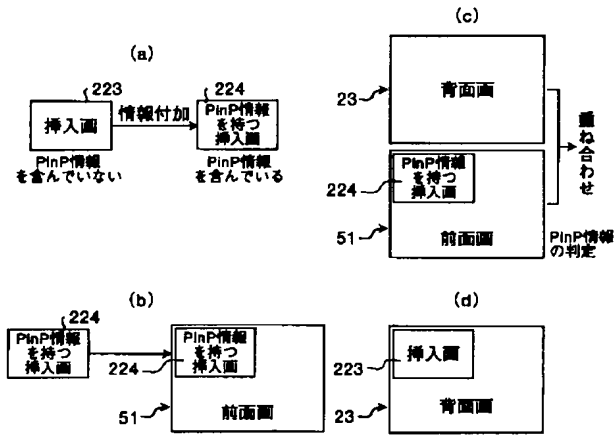 (a)
223
挿入画
PinP情報
を含んでいない
情報付加
224
PinP情報
を持つ
挿入画
PinP情報
を含んでいる
(c)
23
背面画
224
PinP情報
を持つ
挿入画
51
前面画
重ね合わせ
PinP情報
の判定
(b)
224
PinP情報
を持つ
挿入画
224
PinP情報
を持つ
挿入画
51
前面画
(d)
223
挿入画
23
背面画